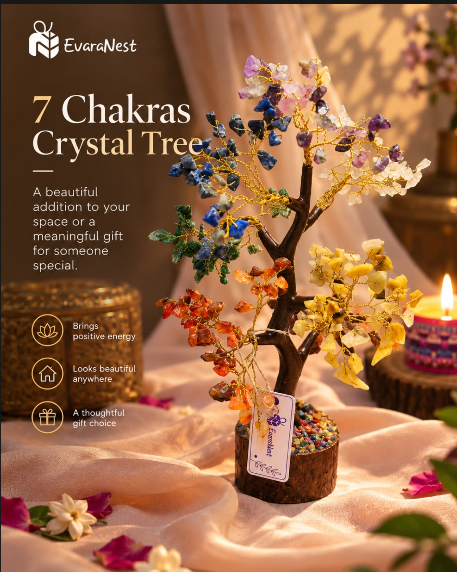 EvaraNest
7 Chakras
Crystal Tree
A beautiful
addition to your
space or a
meaningful gift
for someone
special.
Brings
positive energy
Looks beautiful
anywhere
A thoughtful
gift choice
EvaraNest